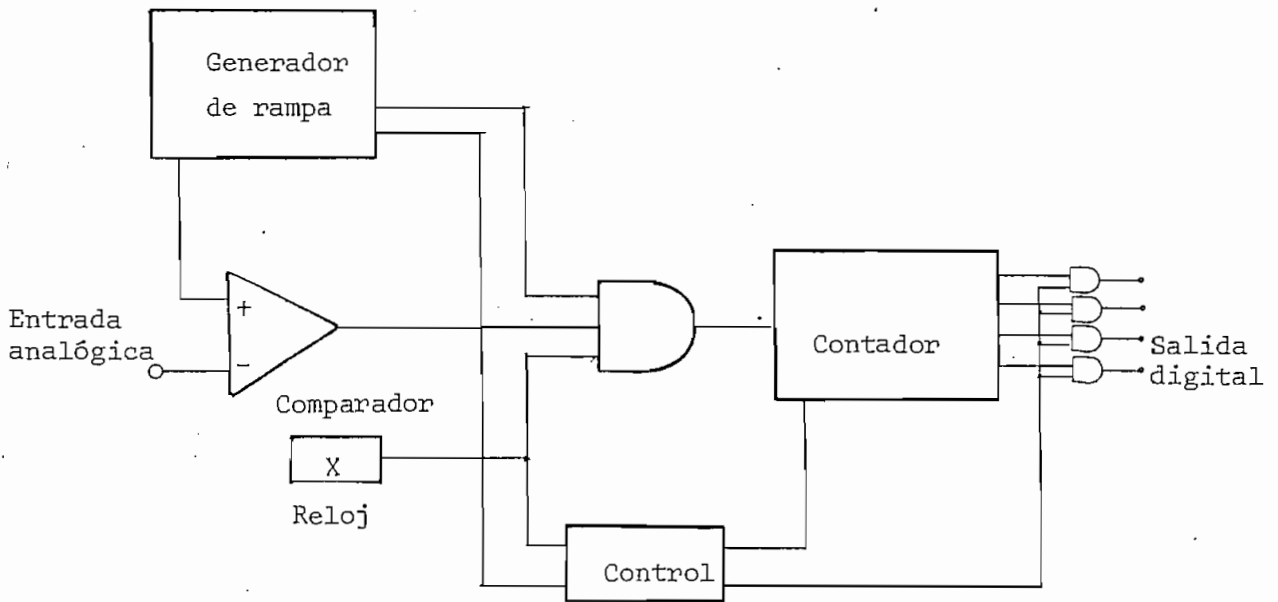 Generador
de rampa
+
Entrada
analógica
-
Comparador
X
Reloj
Contador
Salida
digital
Control